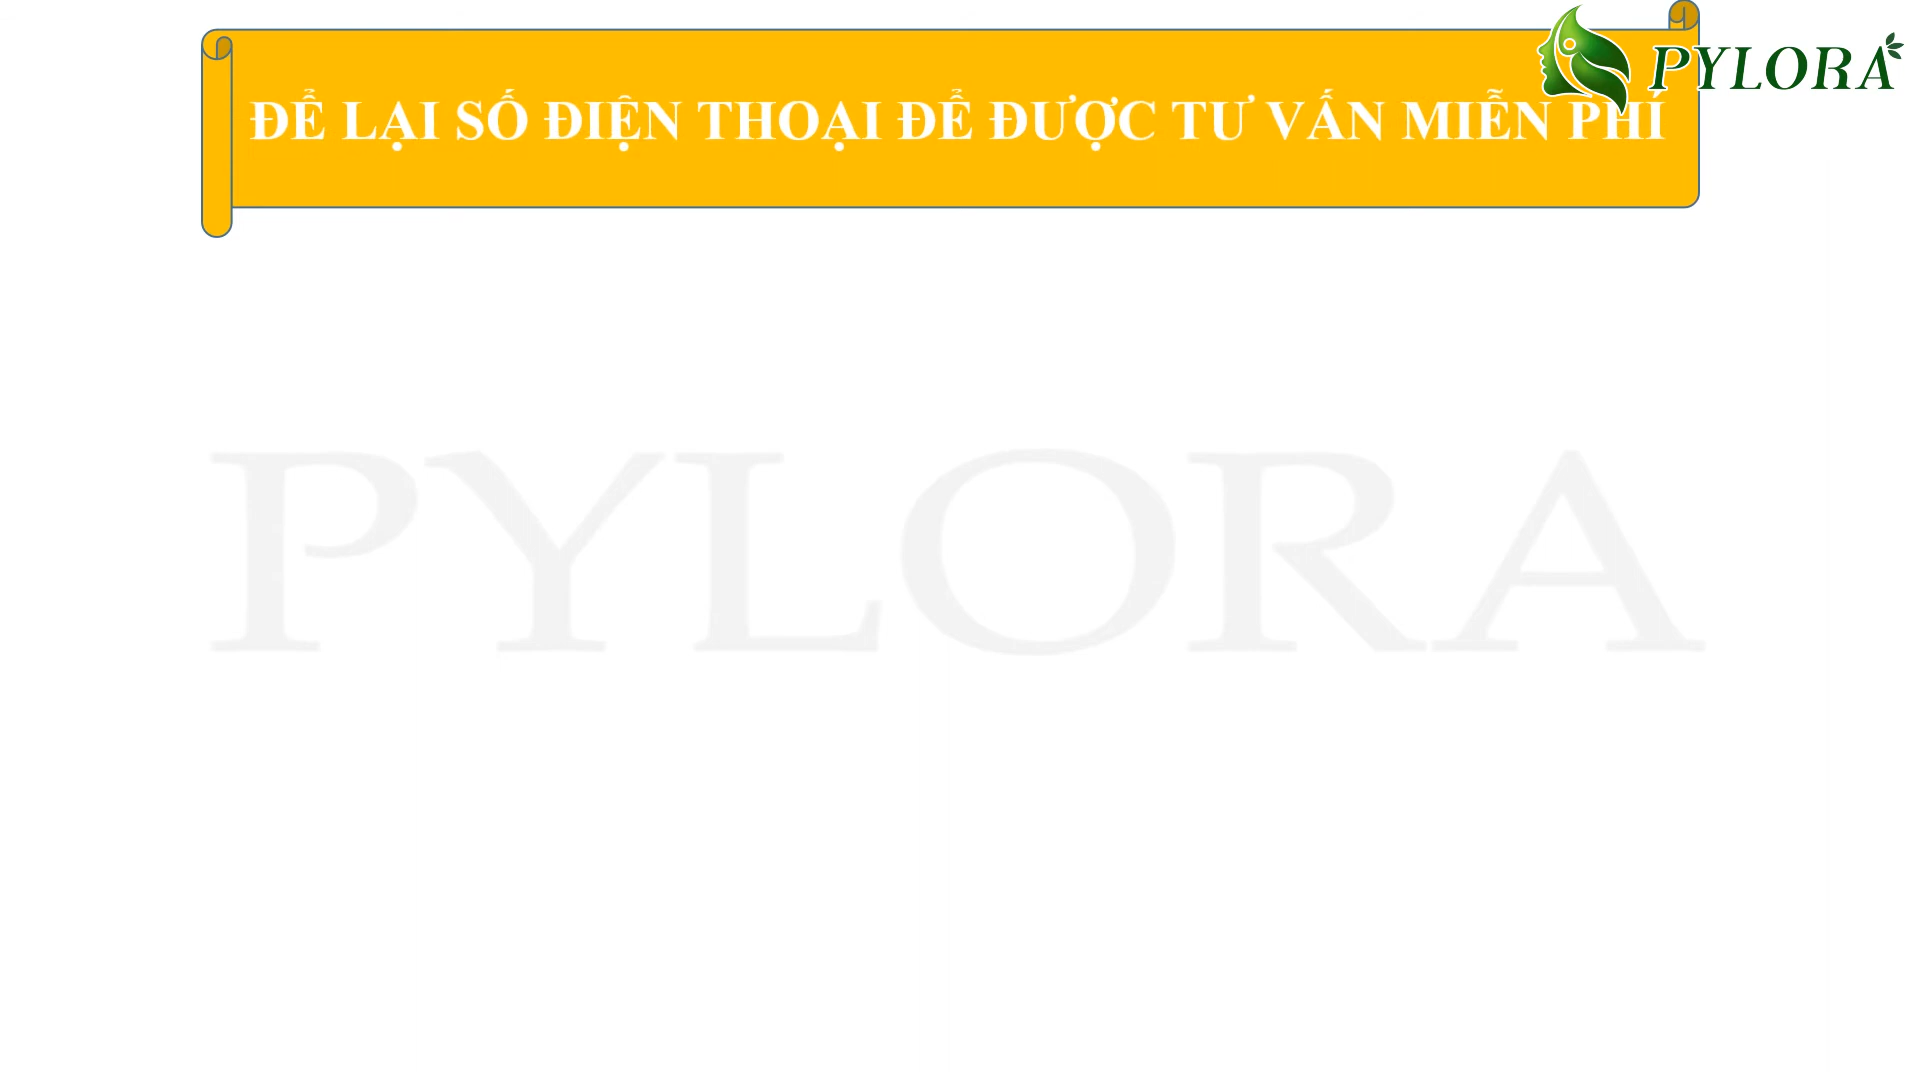 PYLORA
ĐỂ LẠI SỐ ĐIỆN THOẠI ĐỂ ĐƯỢC TƯ VẤN MIỄN PHÍ
PYLORA